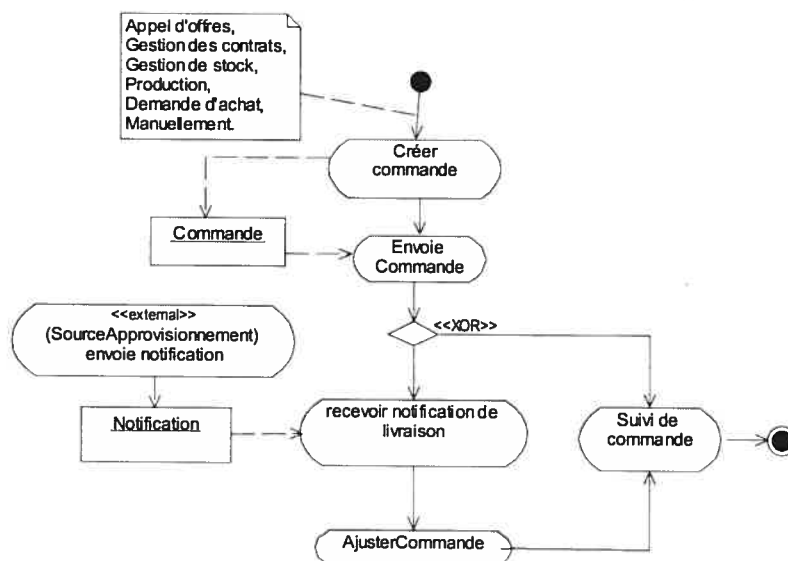 Appel d'offres,
Gestion des contrats,
Gestion de stock,
Production,
Demande d'achat,
Manuellement.
Créer
commande
Commande
Envoie
Commande
<<external>>
(SourceApprovisionnement)
envoie notification
<<XOR>>
Notification
recevoir notification de
livraison
Suivi de
commande
AjusterCommande